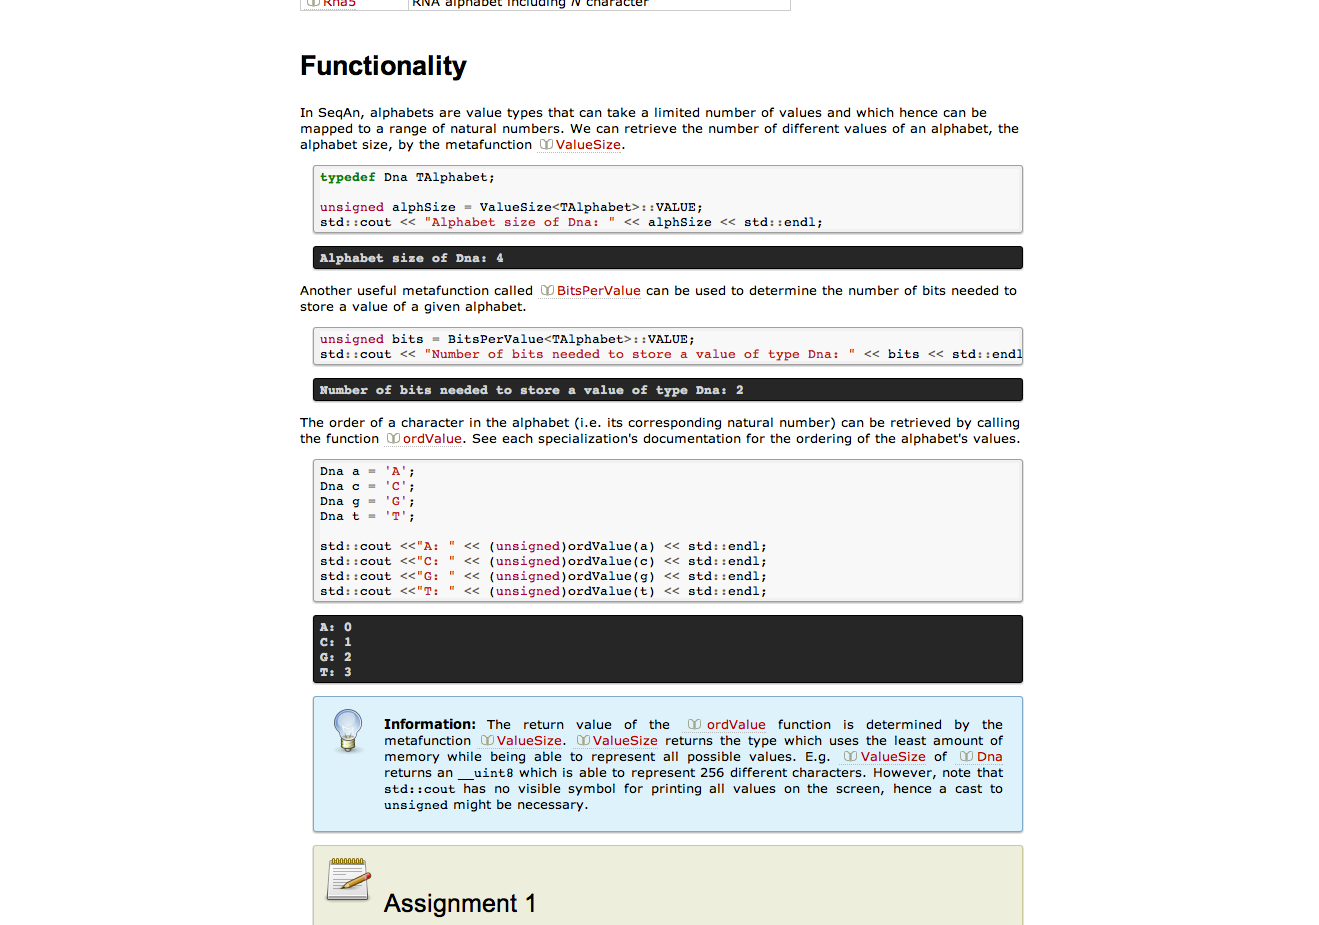 Rna5 RNA alphabet including N character
Functionality
In SeqAn, alphabets are value types that can take a limited number of values and which hence can be
mapped to a range of natural numbers. We can retrieve the number of different values of an alphabet, the
alphabet size, by the metafunction ValueSize.
typedef Dna TAlphabet;
unsigned alphSize = ValueSize<TAlphabet>::VALUE;
std::cout << "Alphabet size of Dna: " << alphSize << std::endl;
Alphabet size of Dna: 4
Another useful metafunction called BitsPerValue can be used to determine the number of bits needed to
store a value of a given alphabet.
unsigned bits = BitsPerValue<TAlphabet>::VALUE;
std::cout << "Number of bits needed to store a value of type Dna: " << bits << std::endl
Number of bits needed to store a value of type Dna: 2
The order of a character in the alphabet (i.e. its corresponding natural number) can be retrieved by calling
the function ordValue. See each specialization's documentation for the ordering of the alphabet's values.
Dna a = 'A';
Dna c = 'C';
Dna g = 'G';
Dna t = 'T';
std::cout <<"A: " << (unsigned)ordValue(a) << std::endl;
std::cout <<"C: " << (unsigned)ordValue(c) << std::endl;
std::cout <<"G: " << (unsigned)ordValue(g) << std::endl;
std::cout <<"T: " << (unsigned)ordValue(t) << std::endl;
A: 0
C: 1
G: 2
T: 3
Information: The return value of the ordValue function is determined by the
metafunction ValueSize. ValueSize returns the type which uses the least amount of
memory while being able to represent all possible values. E.g. ValueSize of Dna
returns an __uint8 which is able to represent 256 different characters. However, note that
std::cout has no visible symbol for printing all values on the screen, hence a cast to
unsigned might be necessary.
Assignment 1